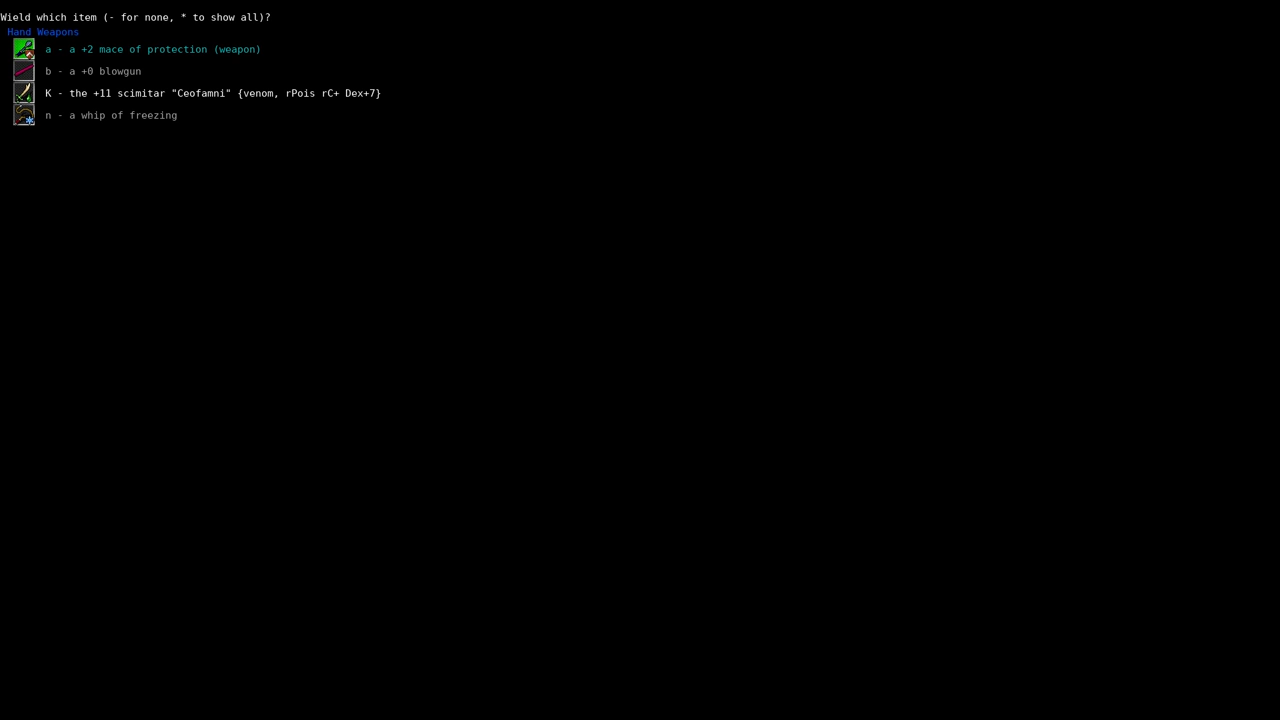 Wield which item (- for none, * to show all)?
Hand Weapons
a - a +2 mace of protection (weapon)
b - a +0 blowgun
K - the +11 scimitar "Ceofamni" {venom, rPois rC+ Dex+7}
n - a whip of freezing